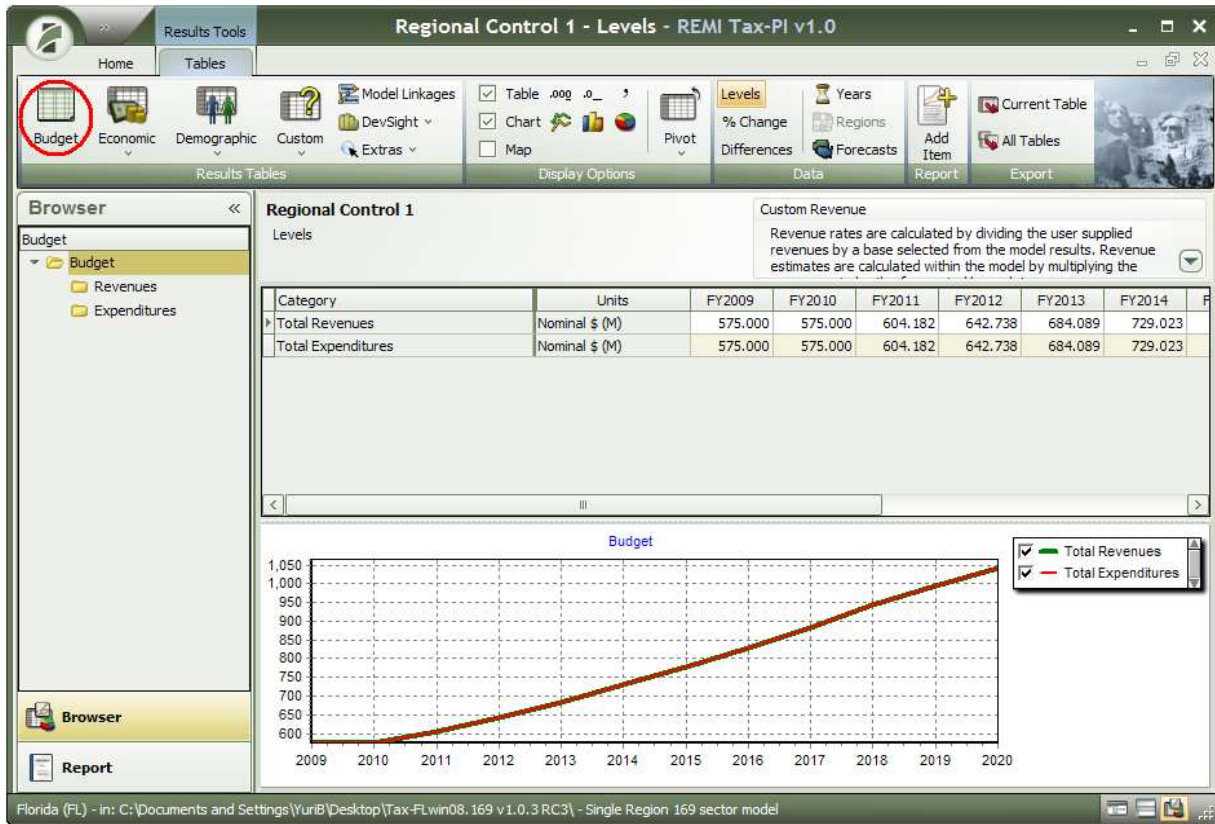 Results Tools
Regional Control 1 - Levels - REMI Tax-PI v1.0
Home
Tables
Budget
Economic
Demographic
Custom
Model Linkages
DevSight
Extras
Results Tables
Table .000 .0_ ,
Chart
Map
Pivot
Display Options
Levels
% Change
Differences
Years
Regions
Forecasts
Data
Add Item
Report
Current Table
All Tables
Export
Browser «
Budget
Budget
Revenues
Expenditures
Browser
Report
Regional Control 1
Levels
Custom Revenue
Revenue rates are calculated by dividing the user supplied
revenues by a base selected from the model results. Revenue
estimates are calculated within the model by multiplying the
Category Units FY2009 FY2010 FY2011 FY2012 FY2013 FY2014 F
Total Revenues Nominal $ (M) 575.000 575.000 604.182 642.738 684.089 729.023
Total Expenditures Nominal $ (M) 575.000 575.000 604.182 642.738 684.089 729.023
Budget
1,050
1,000
950
900
850
800
750
700
650
600
2009 2010 2011 2012 2013 2014 2015 2016 2017 2018 2019 2020
Total Revenues
Total Expenditures
Florida (FL) - in: C:\Documents and Settings\YuriB\Desktop\Tax-FLwin08.169 v1.0.3 RC3\ - Single Region 169 sector model